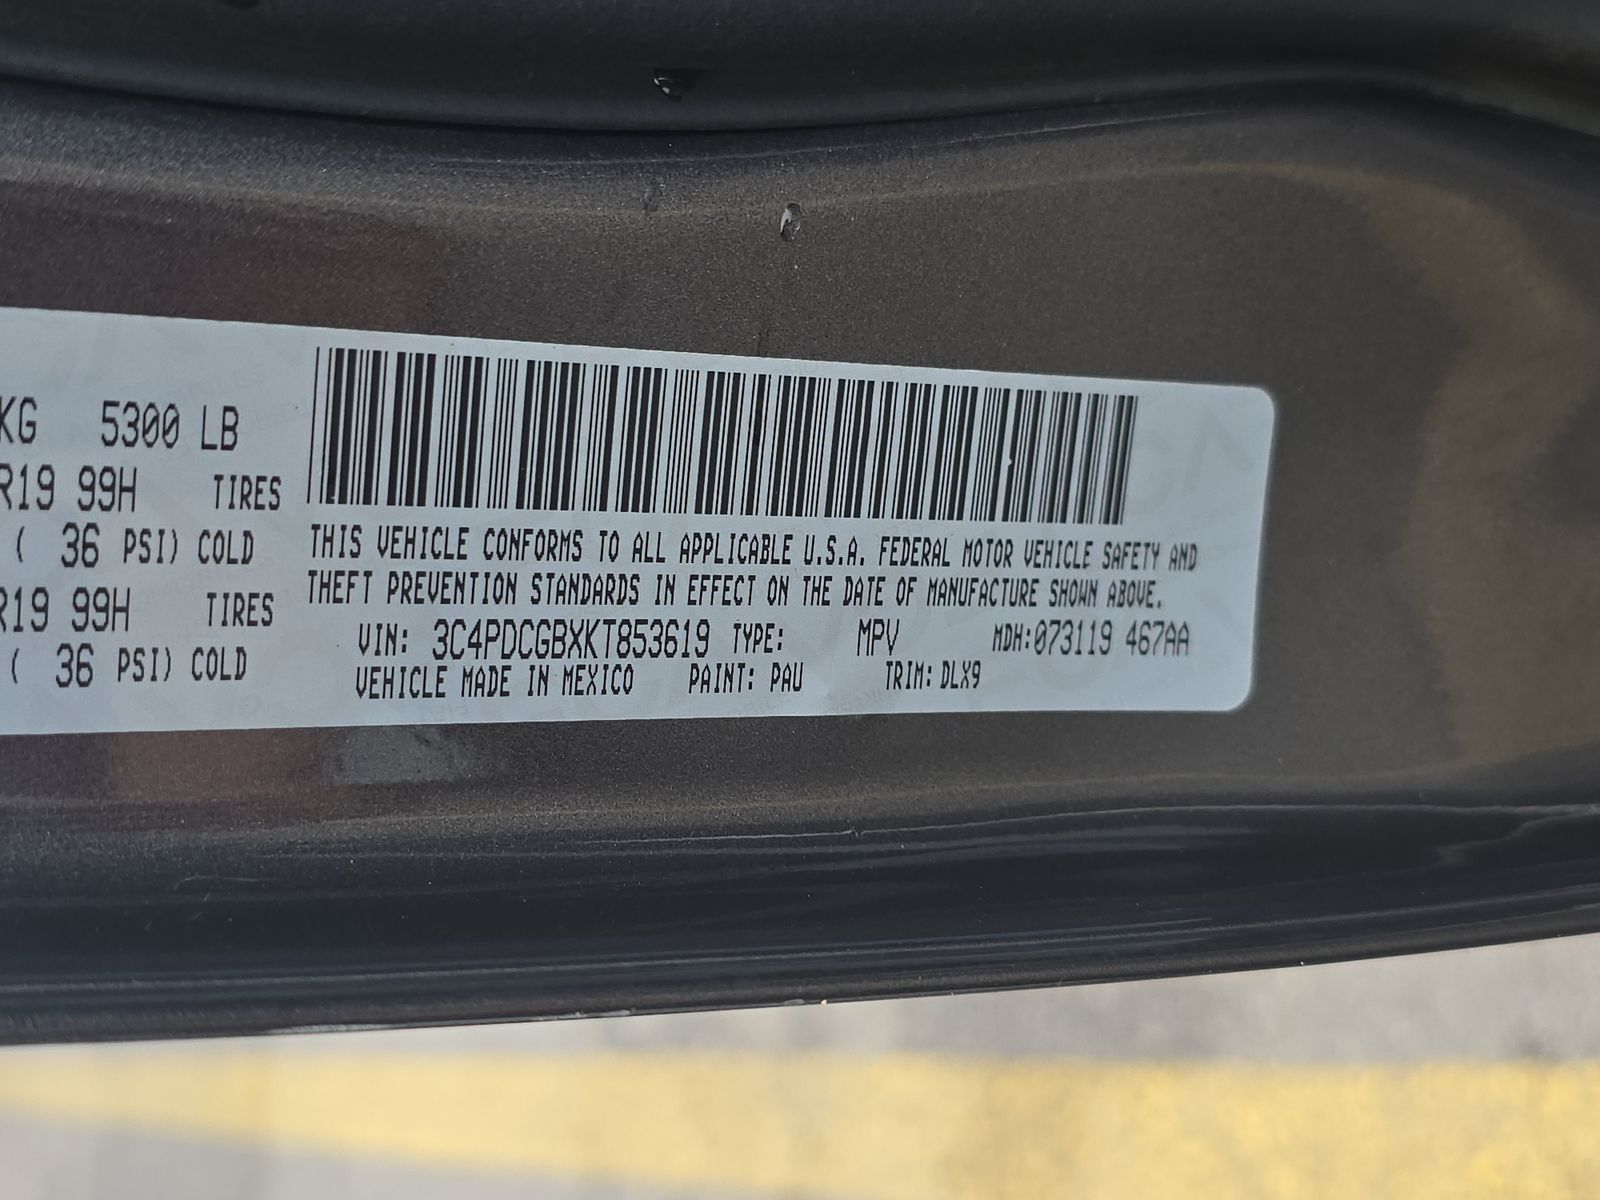 KG 5300 LB
R19 99H TIRES
( 36 PSI) COLD
R19 99H TIRES
( 36 PSI) COLD
THIS VEHICLE CONFORMS TO ALL APPLICABLE U.S.A. FEDERAL MOTOR VEHICLE SAFETY AND
THEFT PREVENTION STANDARDS IN EFFECT ON THE DATE OF MANUFACTURE SHOWN ABOVE.
VIN: 3C4PDCGBXKT853619 TYPE: MPV MDH:073119 467AA
VEHICLE MADE IN MEXICO PAINT: PAU TRIM: DLX9